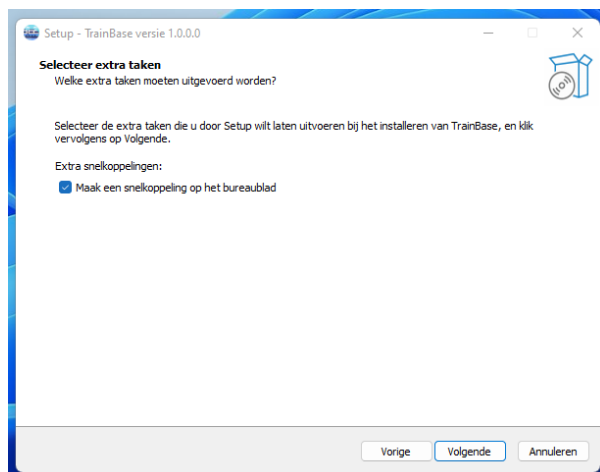 Setup - TrainBase versie 1.0.0.0
Selecteer extra taken
Welke extra taken moeten uitgevoerd worden?
Selecteer de extra taken die u door Setup wilt laten uitvoeren bij het installeren van TrainBase, en klik
vervolgens op Volgende.
Extra snelkoppelingen:
Maak een snelkoppeling op het bureaublad
Vorige
Volgende
Annuleren